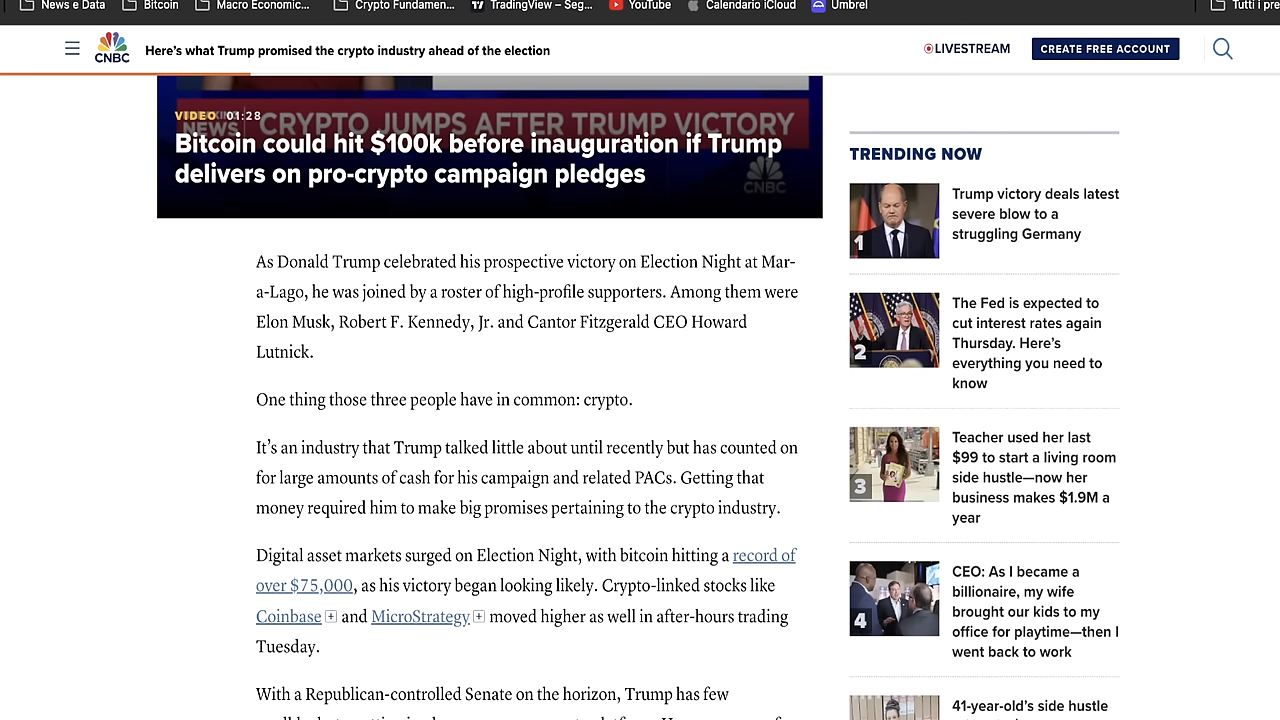 News e Data
Bitcoin
Macro Economic...
Crypto Fundamen...
TradingView – Seg...
YouTube
Calendario iCloud
Umbrel
Tutti i pre
CNBC
Here’s what Trump promised the crypto industry ahead of the election
LIVESTREAM
CREATE FREE ACCOUNT
VIDEO 01:28
NEWS
CRYPTO JUMPS AFTER TRUMP VICTORY
Bitcoin could hit $100k before inauguration if Trump
delivers on pro-crypto campaign pledges
CNBC
As Donald Trump celebrated his prospective victory on Election Night at Mar-
a-Lago, he was joined by a roster of high-profile supporters. Among them were
Elon Musk, Robert F. Kennedy, Jr. and Cantor Fitzgerald CEO Howard
Lutnick.
One thing those three people have in common: crypto.
It’s an industry that Trump talked little about until recently but has counted on
for large amounts of cash for his campaign and related PACs. Getting that
money required him to make big promises pertaining to the crypto industry.
Digital asset markets surged on Election Night, with bitcoin hitting a record of
over $75,000, as his victory began looking likely. Crypto-linked stocks like
Coinbase and MicroStrategy moved higher as well in after-hours trading
Tuesday.
With a Republican-controlled Senate on the horizon, Trump has few
TRENDING NOW
1
Trump victory deals latest
severe blow to a
struggling Germany
2
The Fed is expected to
cut interest rates again
Thursday. Here’s
everything you need to
know
3
Teacher used her last
$99 to start a living room
side hustle—now her
business makes $1.9M a
year
4
CEO: As I became a
billionaire, my wife
brought our kids to my
office for playtime—then I
went back to work
41-year-old’s side hustle